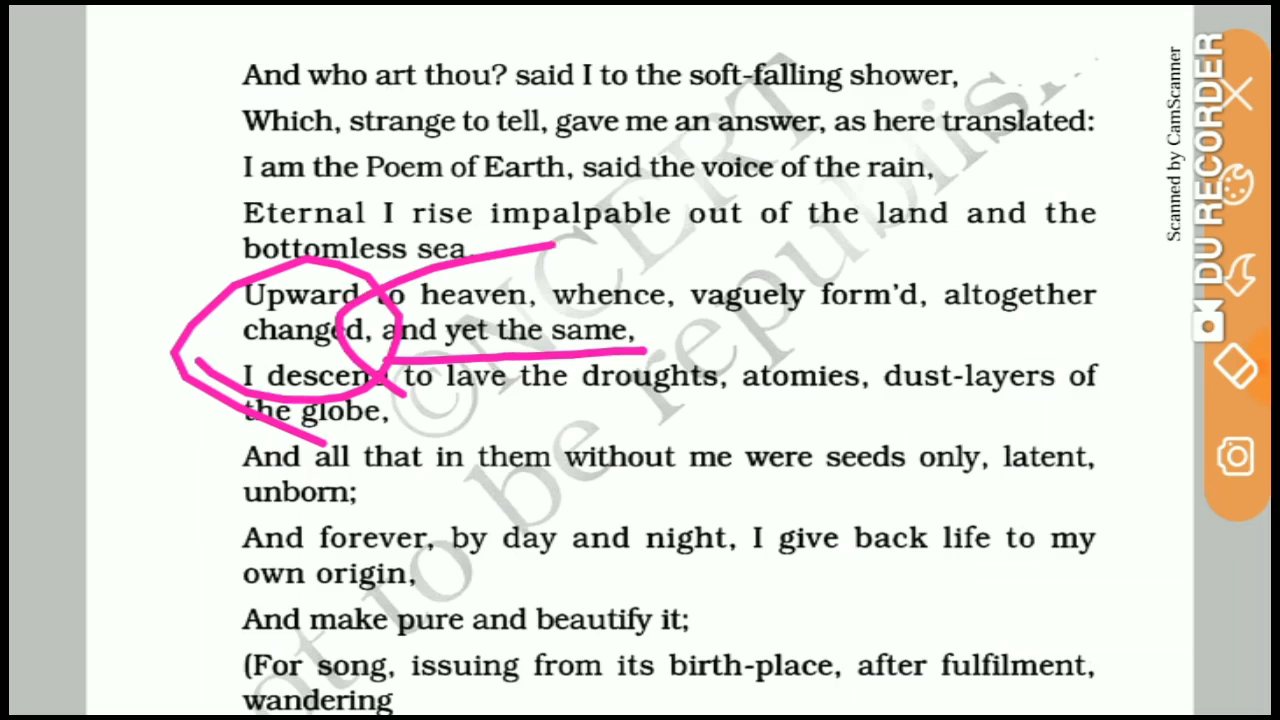 And who art thou? said I to the soft-falling shower,
Which, strange to tell, gave me an answer, as here translated:
I am the Poem of Earth, said the voice of the rain,
Eternal I rise impalpable out of the land and the
bottomless sea,
Upward to heaven, whence, vaguely form'd, altogether
changed, and yet the same,
I descend to lave the droughts, atomies, dust-layers of
the globe,
And all that in them without me were seeds only, latent,
unborn;
And forever, by day and night, I give back life to my
own origin,
And make pure and beautify it;
(For song, issuing from its birth-place, after fulfilment,
wandering
©NCERT
not to be republis
Scanned by CamScanner
DU RECORDER